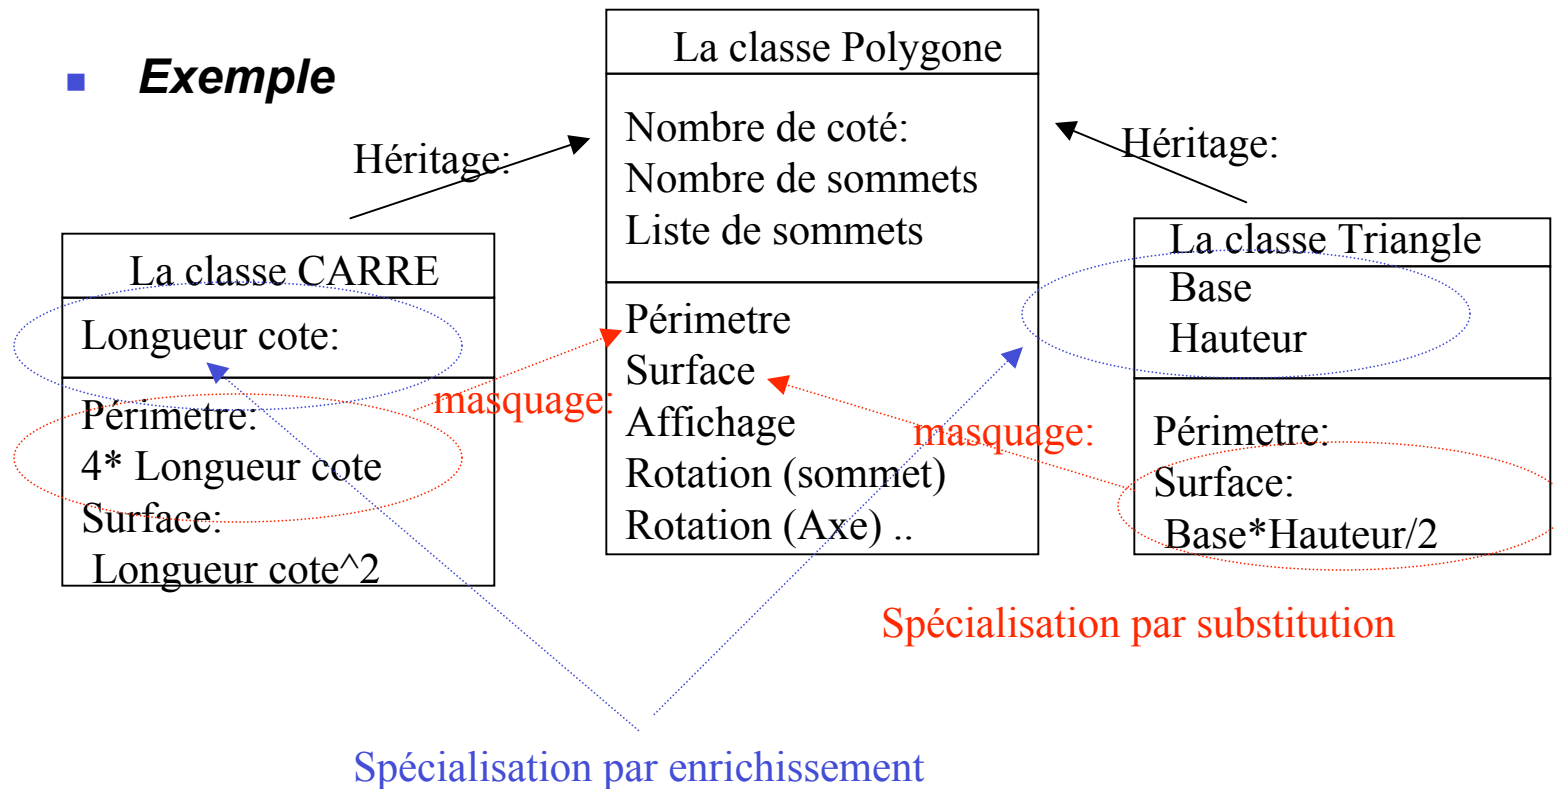 Exemple
La classe Polygone
Nombre de coté:
Nombre de sommets
Liste de sommets
Périmetre
Surface
Affichage
Rotation (sommet)
Rotation (Axe) ..
Héritage:
Héritage:
La classe CARRE
Longueur cote:
Périmetre:
4* Longueur cote
Surface:
Longueur cote^2
masquage:
masquage:
La classe Triangle
Base
Hauteur
Périmetre:
Surface:
Base*Hauteur/2
Spécialisation par substitution
Spécialisation par enrichissement